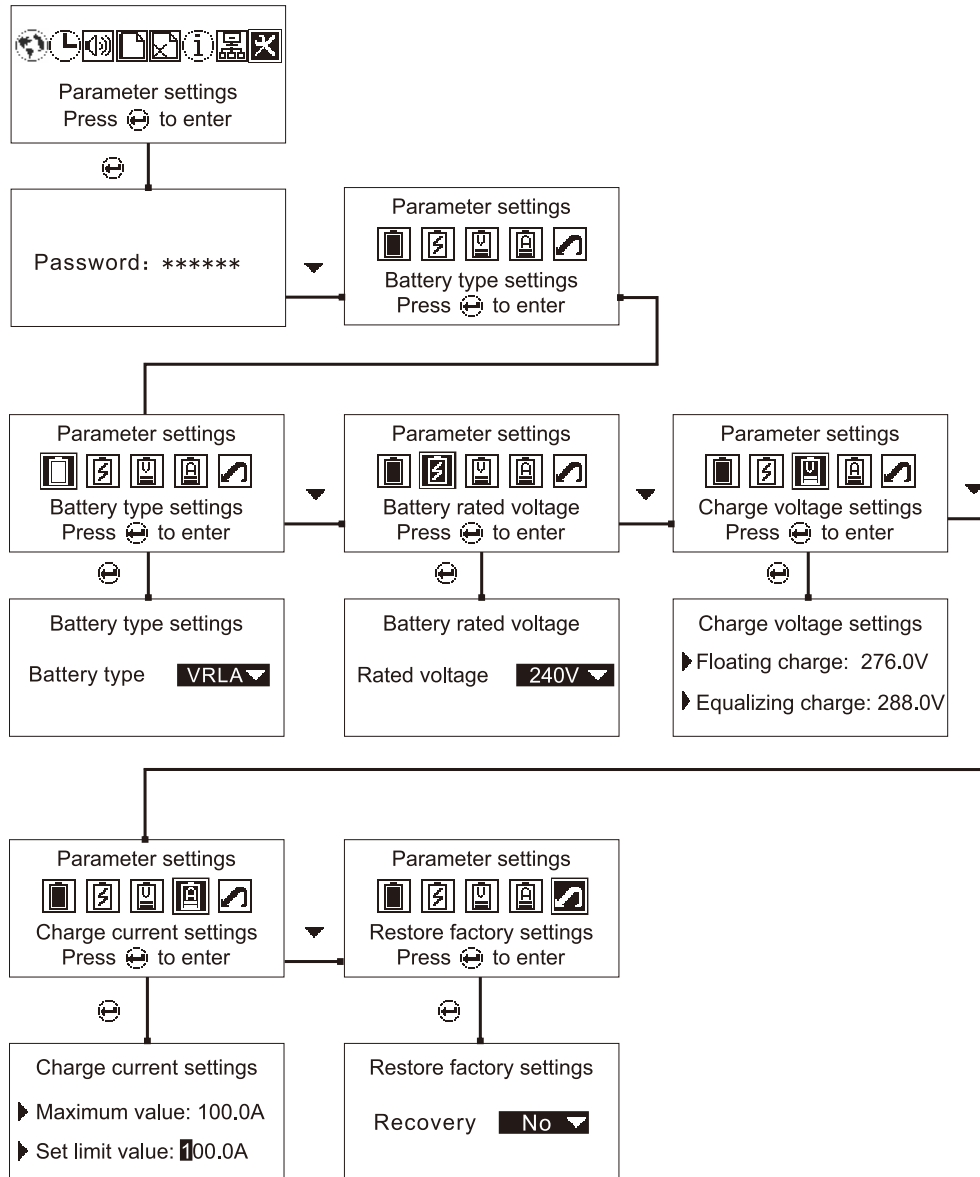 Parameter settings
Press to enter
Password: ******
Parameter settings
Battery type settings
Press to enter
Parameter settings
Battery type settings
Press to enter
Parameter settings
Battery rated voltage
Press to enter
Parameter settings
Charge voltage settings
Press to enter
Battery type settings
Battery type VRLA
Battery rated voltage
Rated voltage 240V
Charge voltage settings
Floating charge: 276.0V
Equalizing charge: 288.0V
Parameter settings
Charge current settings
Press to enter
Parameter settings
Restore factory settings
Press to enter
Charge current settings
Maximum value: 100.0A
Set limit value: 100.0A
Restore factory settings
Recovery No